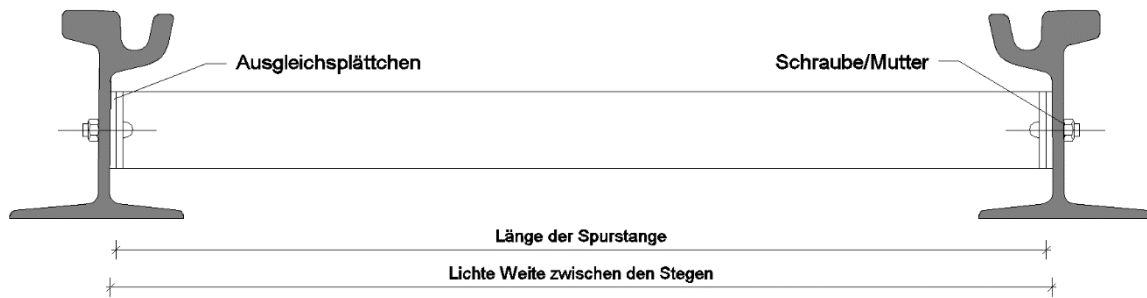 Ausgleichsplättchen
Schraube/Mutter
Länge der Spurstange
Lichte Weite zwischen den Stegen